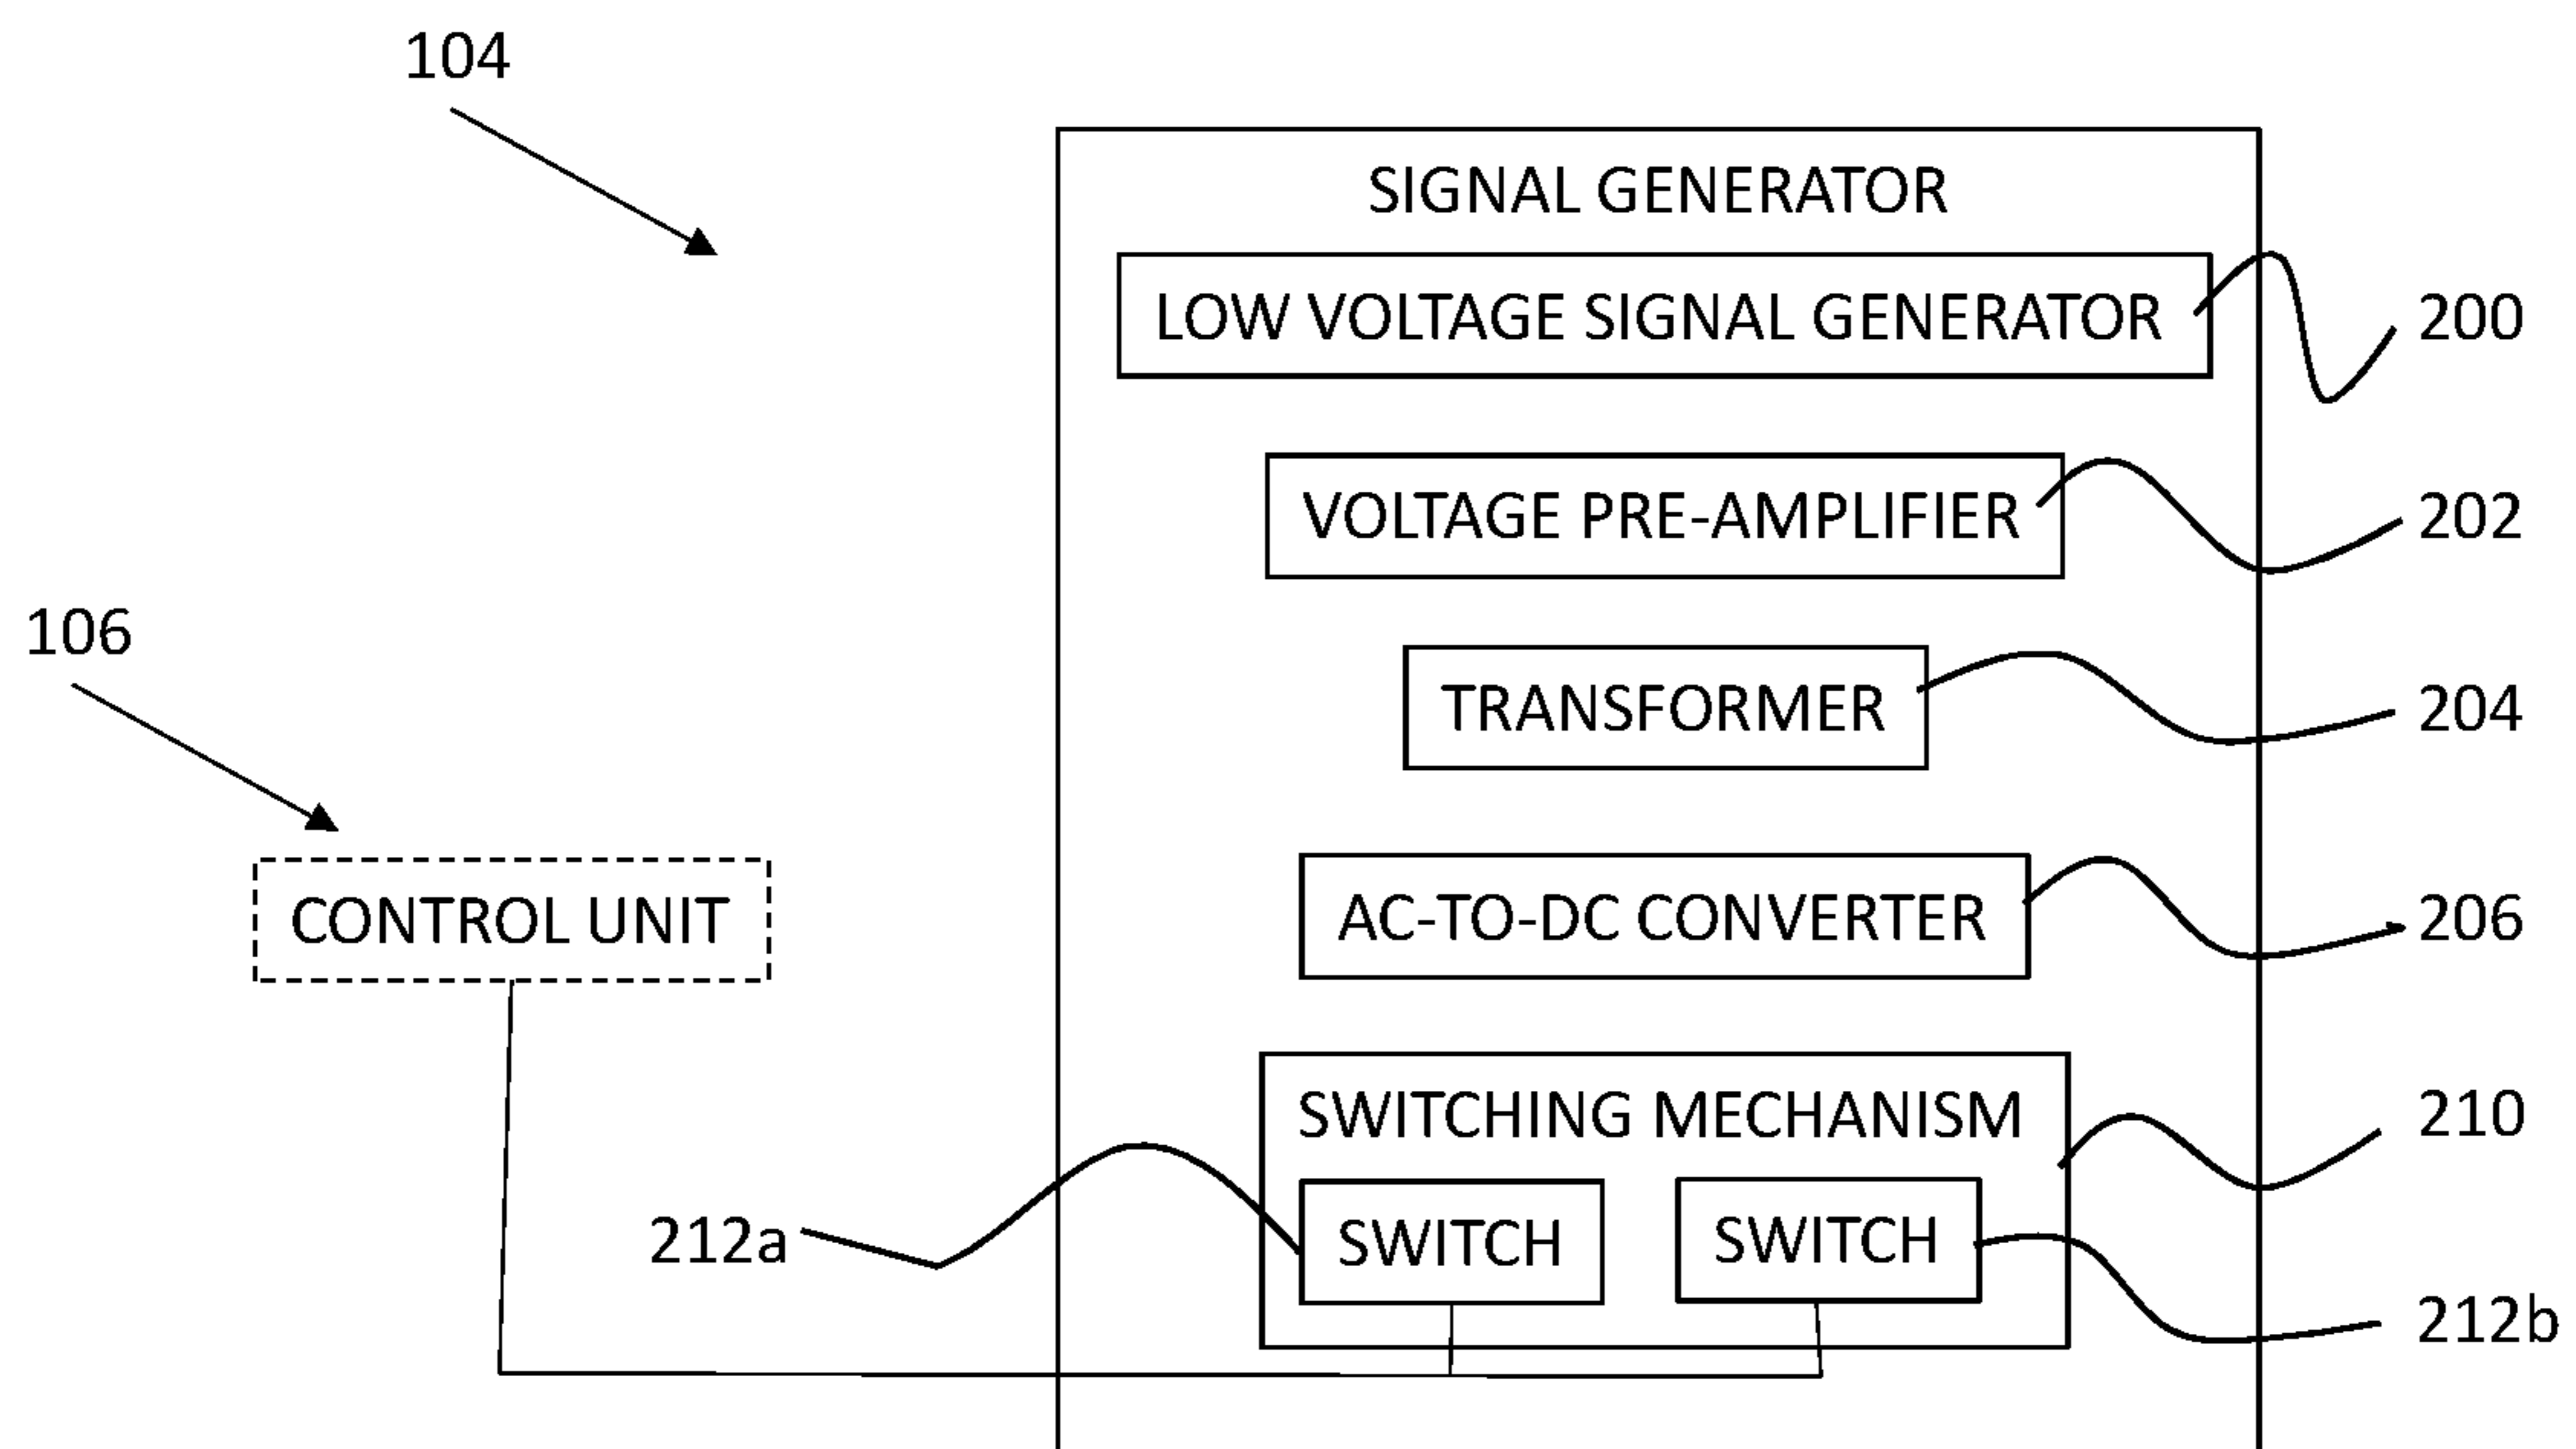 104
SIGNAL GENERATOR
LOW VOLTAGE SIGNAL GENERATOR
200
VOLTAGE PRE-AMPLIFIER
202
106
TRANSFORMER
204
CONTROL UNIT
AC-TO-DC CONVERTER
206
SWITCHING MECHANISM
210
212a
SWITCH
SWITCH
212b